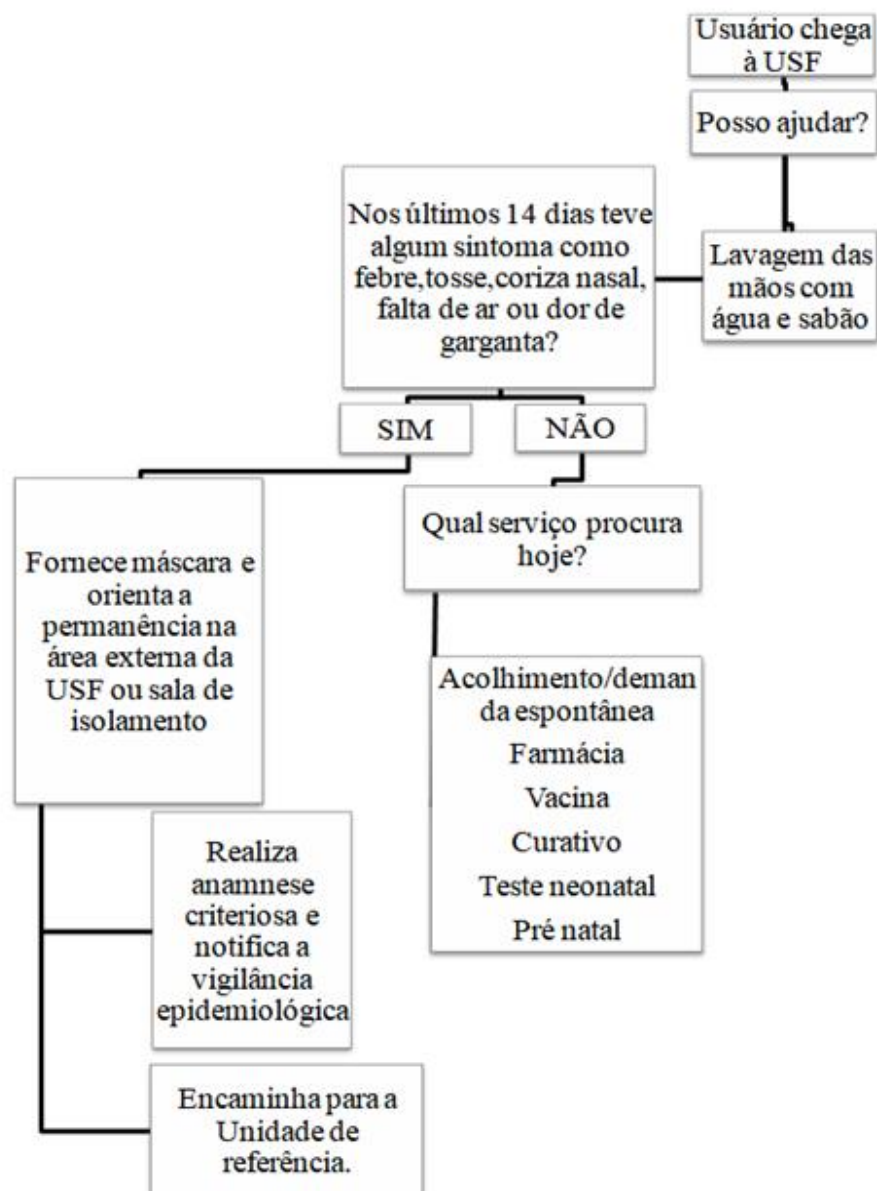 Usuário chega
à USF
Posso ajudar?
Lavagem das
mãos com
água e sabão
Nos últimos 14 dias teve
algum sintoma como
febre,tosse,coriza nasal,
falta de ar ou dor de
garganta?
SIM
NÃO
Fornece máscara e
orienta a
permanência na
área externa da
USF ou sala de
isolamento
Realiza
anamnese
criteriosa e
notifica a
vigilância
epidemiológica
Encaminha para a
Unidade de
referência.
Qual serviço procura
hoje?
Acolhimento/deman
da espontânea
Farmácia
Vacina
Curativo
Teste neonatal
Pré natal